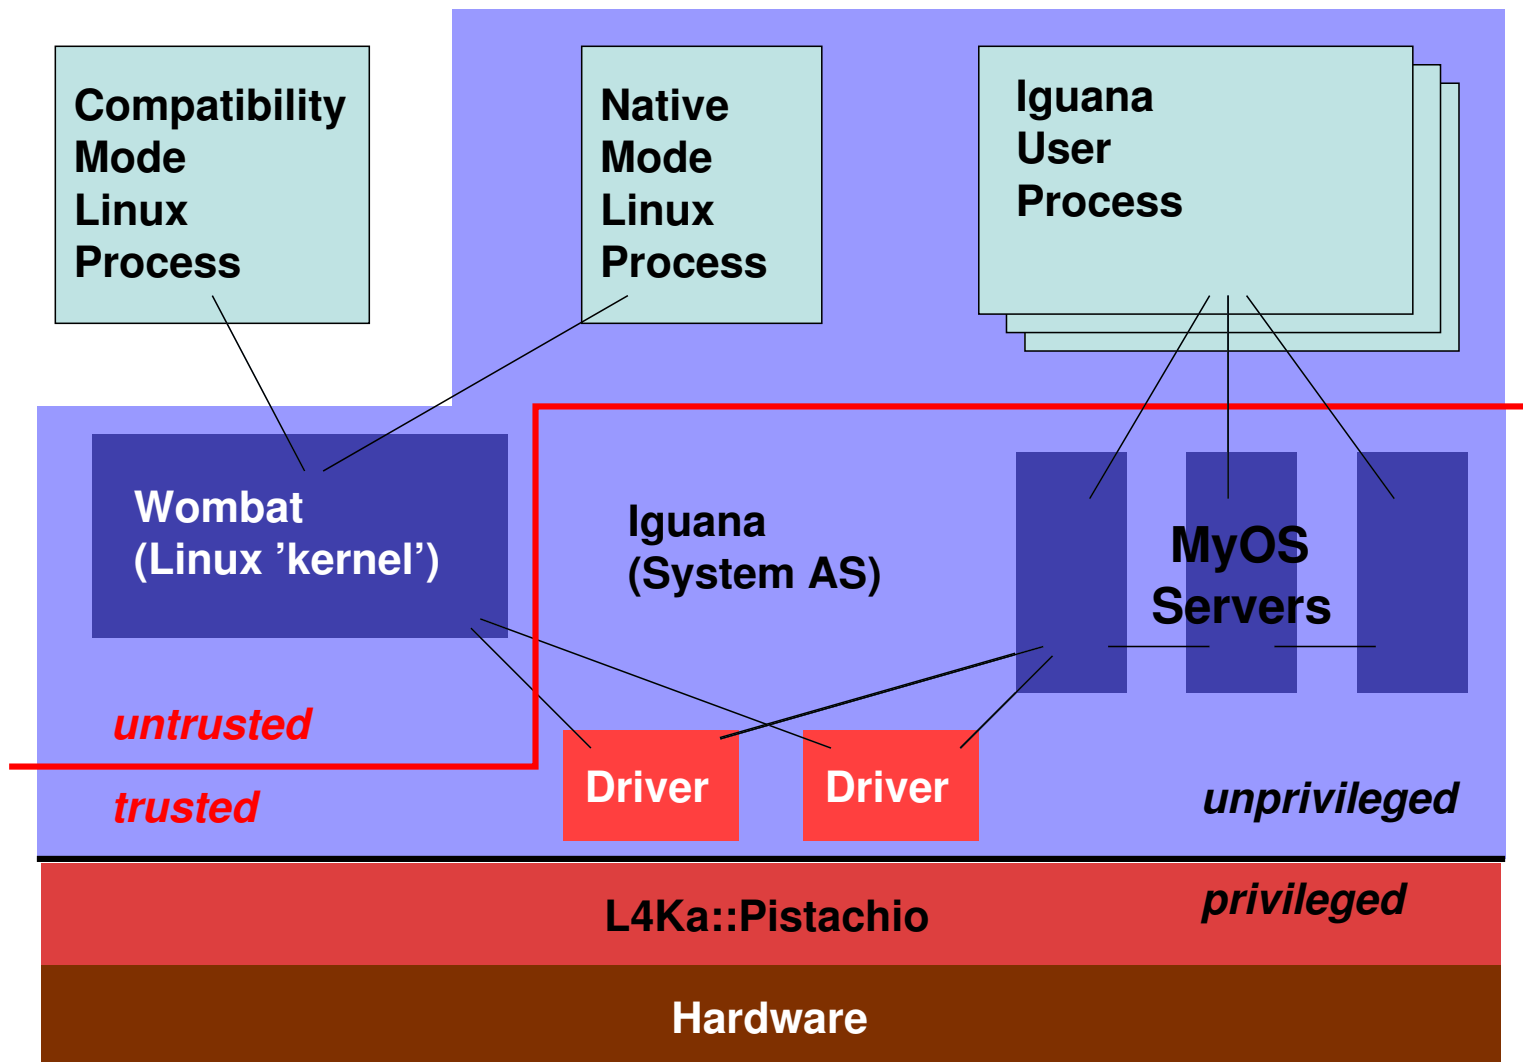 Compatibility
Mode
Linux
Process
Native
Mode
Linux
Process
Iguana
User
Process
Wombat
(Linux ’kernel’)
Iguana
(System AS)
MyOS
Servers
untrusted
trusted
Driver
Driver
unprivileged
privileged
L4Ka::Pistachio
Hardware